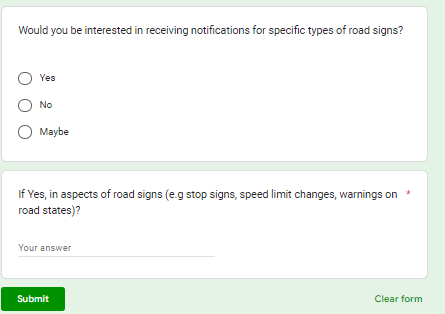 Would you be interested in receiving notifications for specific types of road signs?
Yes
No
Maybe
If Yes, in aspects of road signs (e.g stop signs, speed limit changes, warnings on *
road states)?
Your answer
Submit
Clear form